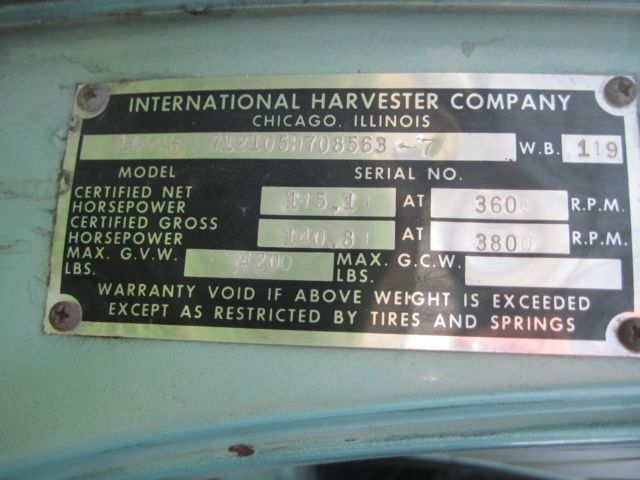 INTERNATIONAL HARVESTER COMPANY
CHICAGO, ILLINOIS
712105H708563-7 W.B. 119
MODEL SERIAL NO.
CERTIFIED NET HORSEPOWER AT 3600 R.P.M.
CERTIFIED GROSS HORSEPOWER 140.8 AT 3800 R.P.M.
MAX. G.V.W. LBS. 4200 MAX. G.C.W. LBS.
WARRANTY VOID IF ABOVE WEIGHT IS EXCEEDED
EXCEPT AS RESTRICTED BY TIRES AND SPRINGS